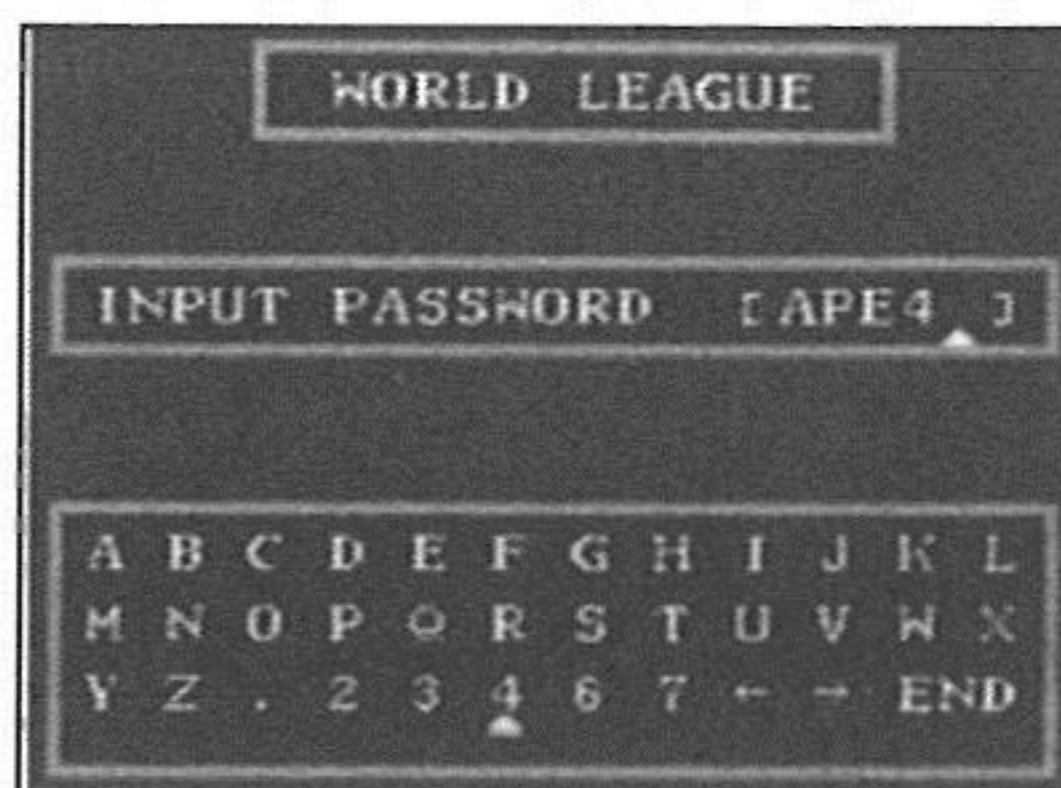 WORLD LEAGUE
INPUT PASSWORD [APE4 ]
A B C D E F G H I J K L
M N O P Q R S T U V W X
Y Z . 2 3 4 6 7 ← → END